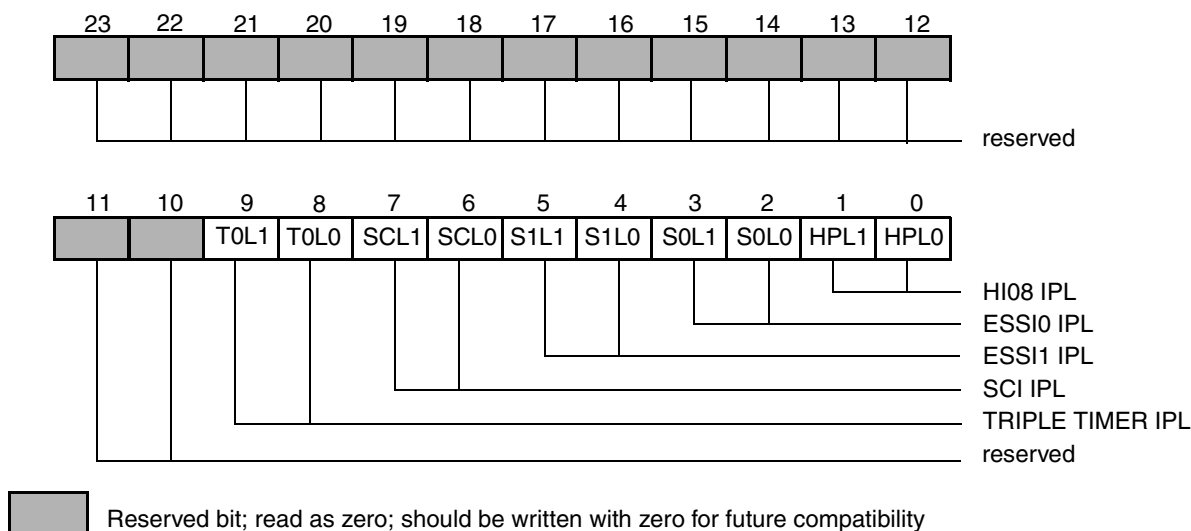 23 22 21 20 19 18 17 16 15 14 13 12
reserved
11 10 9 8 7 6 5 4 3 2 1 0
T0L1 T0L0 SCL1 SCL0 S1L1 S1L0 S0L1 S0L0 HPL1 HPL0
HI08 IPL
ESSI0 IPL
ESSI1 IPL
SCI IPL
TRIPLE TIMER IPL
reserved
Reserved bit; read as zero; should be written with zero for future compatibility